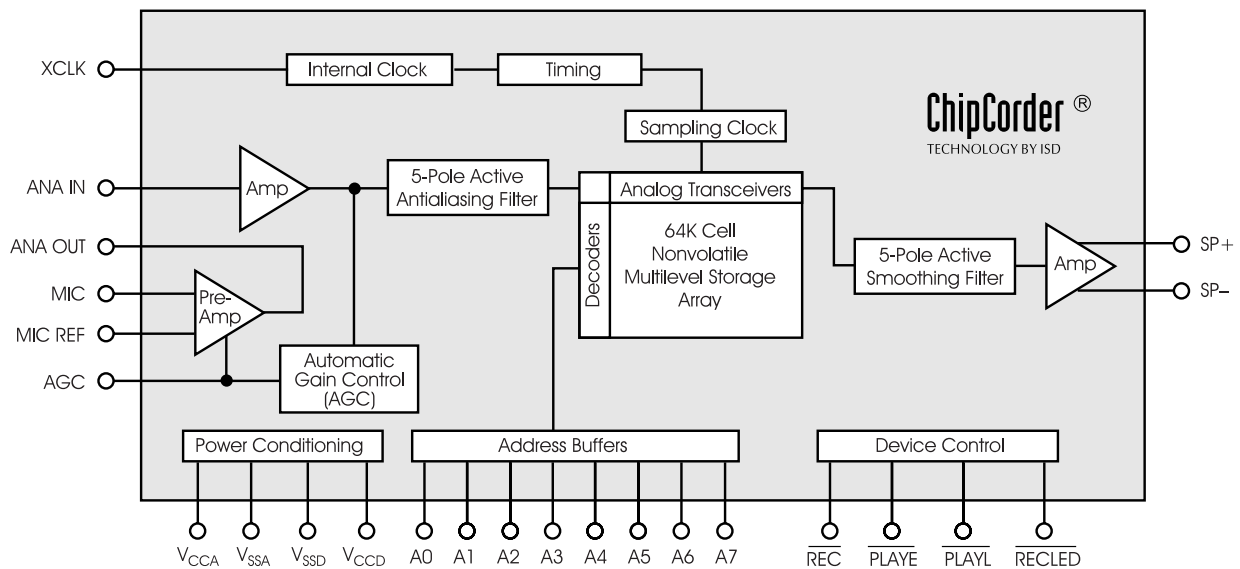 XCLK
Internal Clock
Timing
Sampling Clock
ChipCorder ®
TECHNOLOGY BY ISD
ANA IN
Amp
5-Pole Active
Antialiasing Filter
Analog Transceivers
Decoders
64K Cell
Nonvolatile
Multilevel Storage
Array
ANA OUT
MIC
MIC REF
AGC
Pre-
Amp
Automatic
Gain Control
(AGC)
5-Pole Active
Smoothing Filter
Amp
SP+
SP–
Power Conditioning
Address Buffers
Device Control
VCCA VSSA VSSD VCCD A0 A1 A2 A3 A4 A5 A6 A7 REC PLAYE PLAYL RECLED